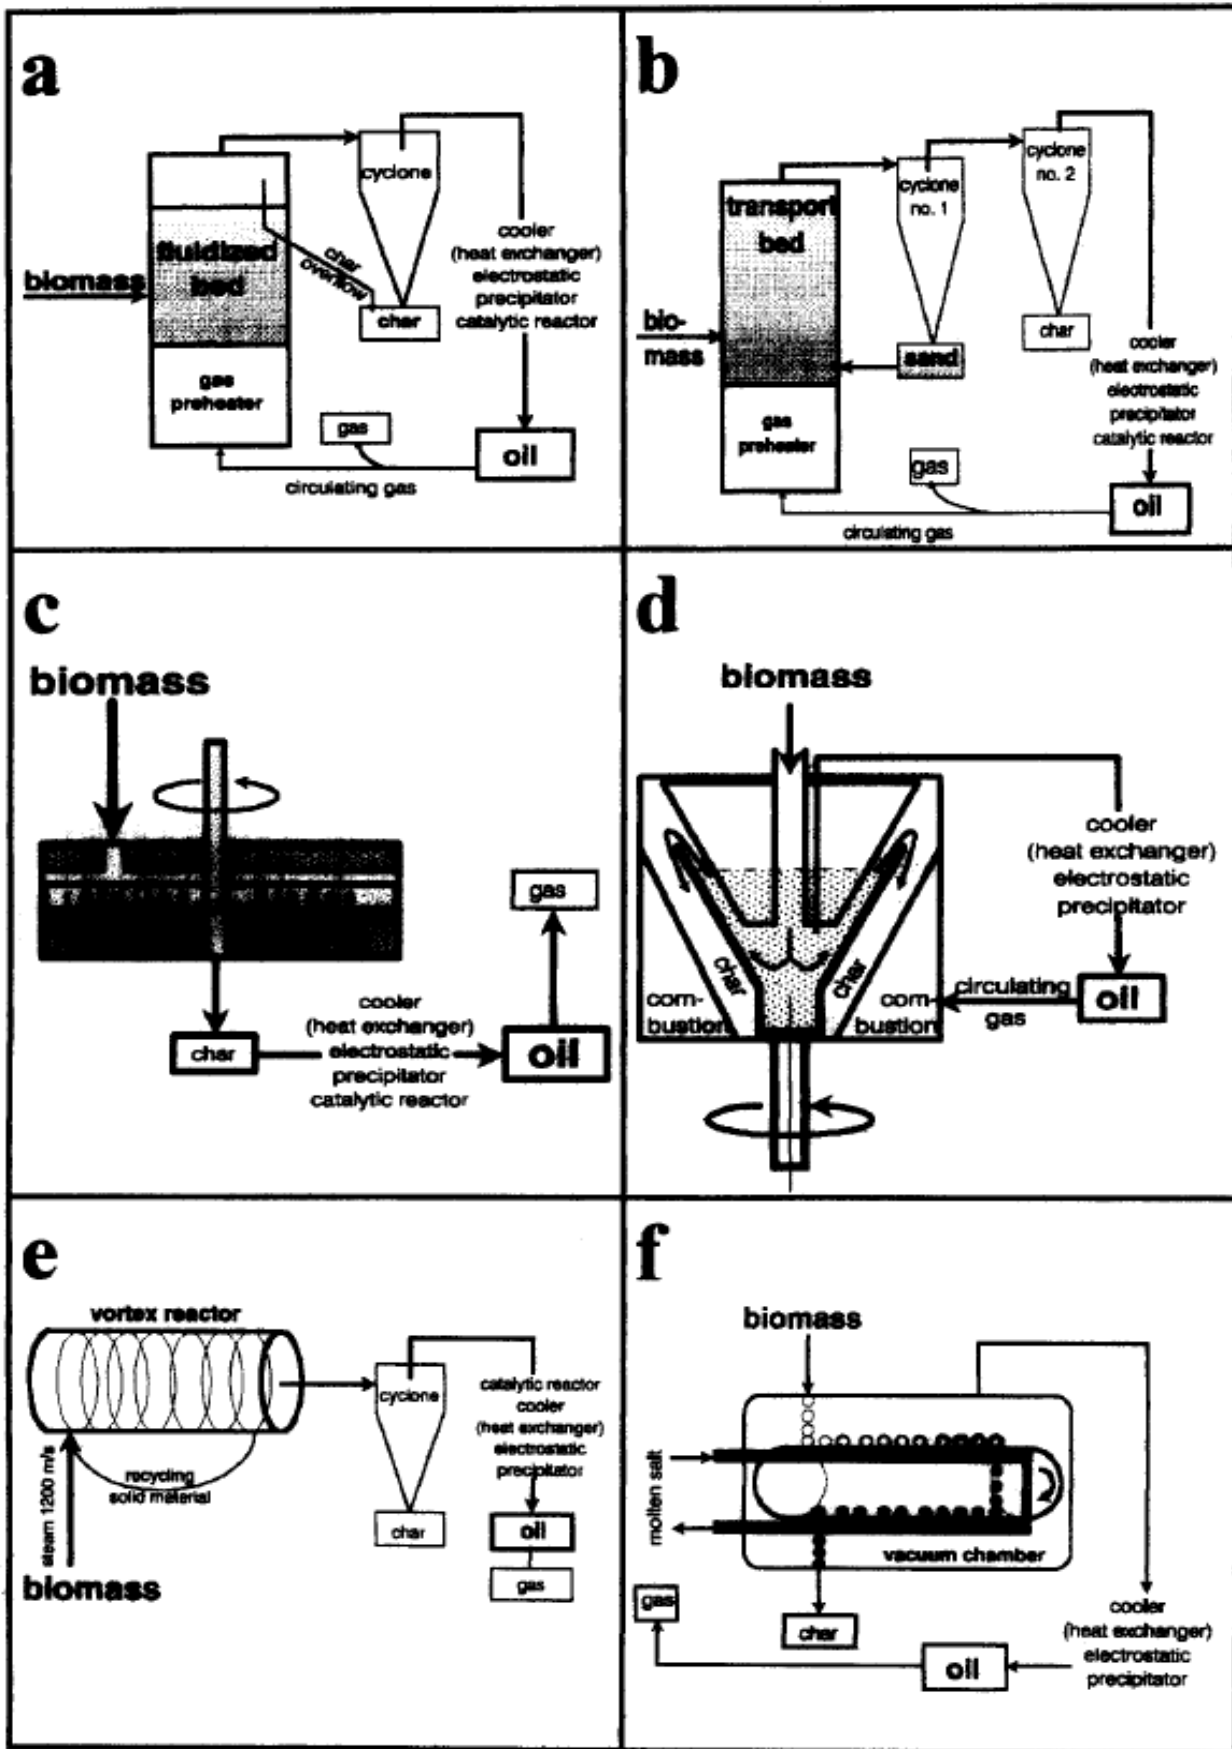 a
cyclone
fluidized
bed
biomass
char
overflow
char
gas
preheater
cooler
(heat exchanger)
electrostatic
precipitator
catalytic reactor
gas
oil
circulating gas
b
transport
bed
cyclone
no. 1
cyclone
no. 2
bio-
mass
sand
char
gas
preheater
cooler
(heat exchanger)
electrostatic
precipitator
catalytic reactor
gas
oil
circulating gas
c
biomass
gas
char
cooler
(heat exchanger)
electrostatic
precipitator
catalytic reactor
oil
d
biomass
cooler
(heat exchanger)
electrostatic
precipitator
char
char
com-
bustion
com-
bustion
circulating
gas
oil
e
vortex reactor
cyclone
catalytic reactor
cooler
(heat exchanger)
electrostatic
precipitator
recycling
solid material
steam 1200 m/s
char
oil
gas
biomass
f
biomass
molten salt
vacuum chamber
gas
char
cooler
(heat exchanger)
electrostatic
precipitator
oil